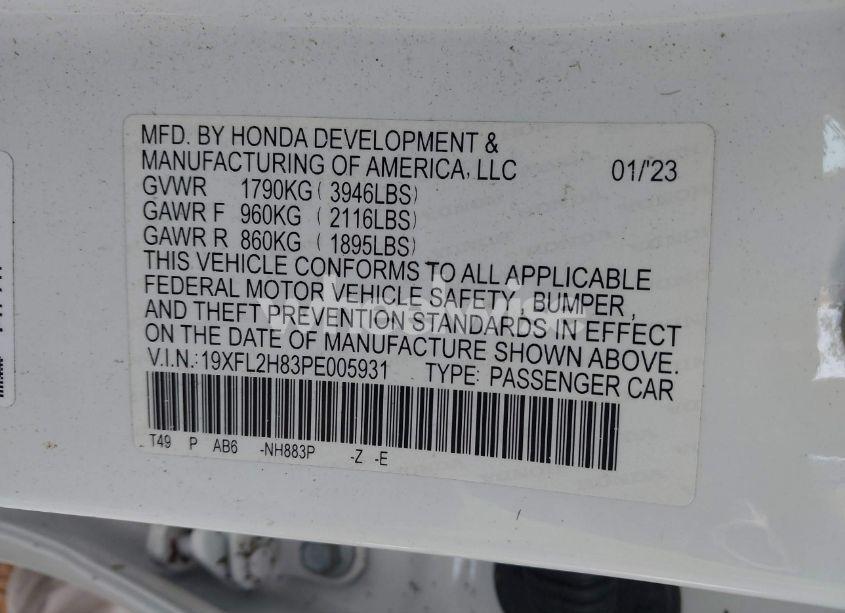 MFD. BY HONDA DEVELOPMENT &
MANUFACTURING OF AMERICA, LLC 01/'23
GVWR 1790KG ( 3946LBS)
GAWR F 960KG ( 2116LBS)
GAWR R 860KG ( 1895LBS)
THIS VEHICLE CONFORMS TO ALL APPLICABLE
FEDERAL MOTOR VEHICLE SAFETY, BUMPER,
AND THEFT PREVENTION STANDARDS IN EFFECT
ON THE DATE OF MANUFACTURE SHOWN ABOVE.
V.I.N.:19XFL2H83PE005931 TYPE: PASSENGER CAR
T49 P AB6 -NH883P -Z -E